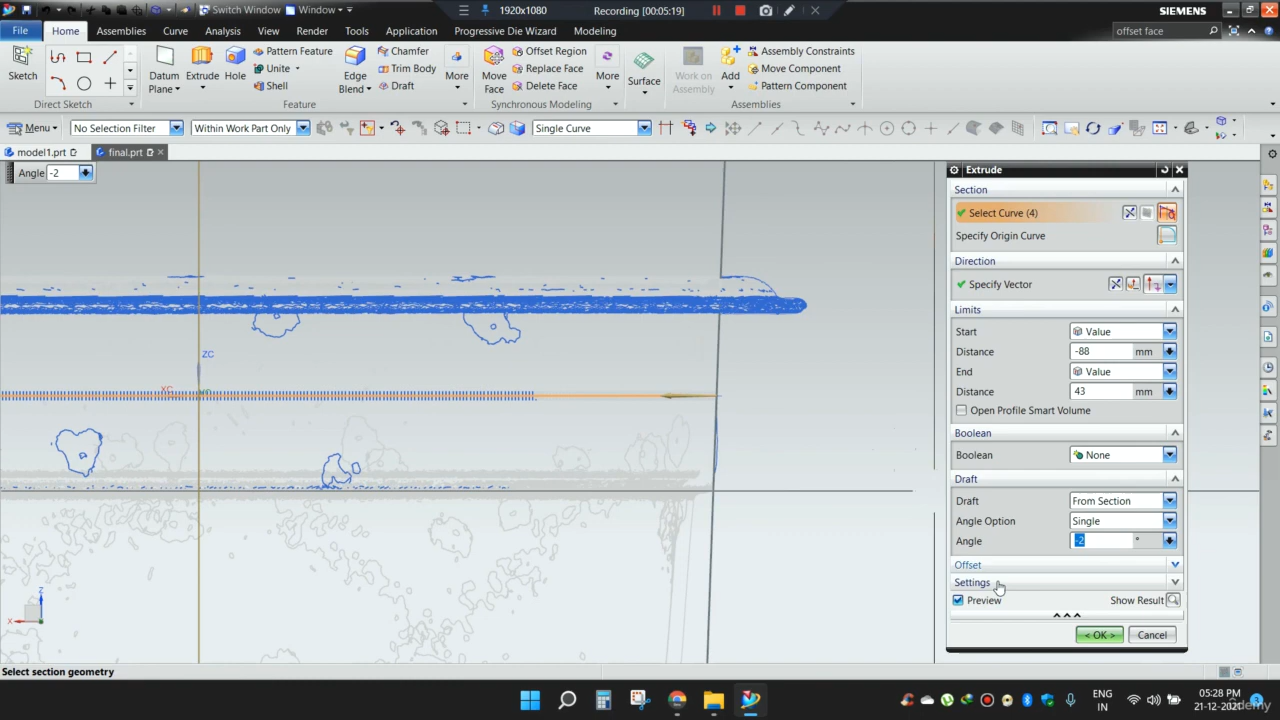 Switch Window Window 1920x1080 Recording [00:05:19] SIEMENS
File Home Assemblies Curve Analysis View Render Tools Application Progressive Die Wizard Modeling offset face
Sketch Datum Plane Extrude Hole Pattern Feature Unite Shell Edge Blend Chamfer Trim Body Draft More Move Face Offset Region Replace Face Delete Face More Surface Work on Assembly Add Assembly Constraints Move Component Pattern Component
Direct Sketch Feature Synchronous Modeling Assemblies
Menu No Selection Filter Within Work Part Only Single Curve
model1.prt final.prt
Angle -2
ZC
XC
Z
X
Extrude
Section
Select Curve (4)
Specify Origin Curve
Direction
Specify Vector
Limits
Start Value
Distance -88 mm
End Value
Distance 43 mm
Open Profile Smart Volume
Boolean
Boolean None
Draft
Draft From Section
Angle Option Single
Angle -2 °
Offset
Settings
Preview Show Result
< OK > Cancel
Select section geometry
ENG
IN
05:28 PM
21-12-2021
Udemy